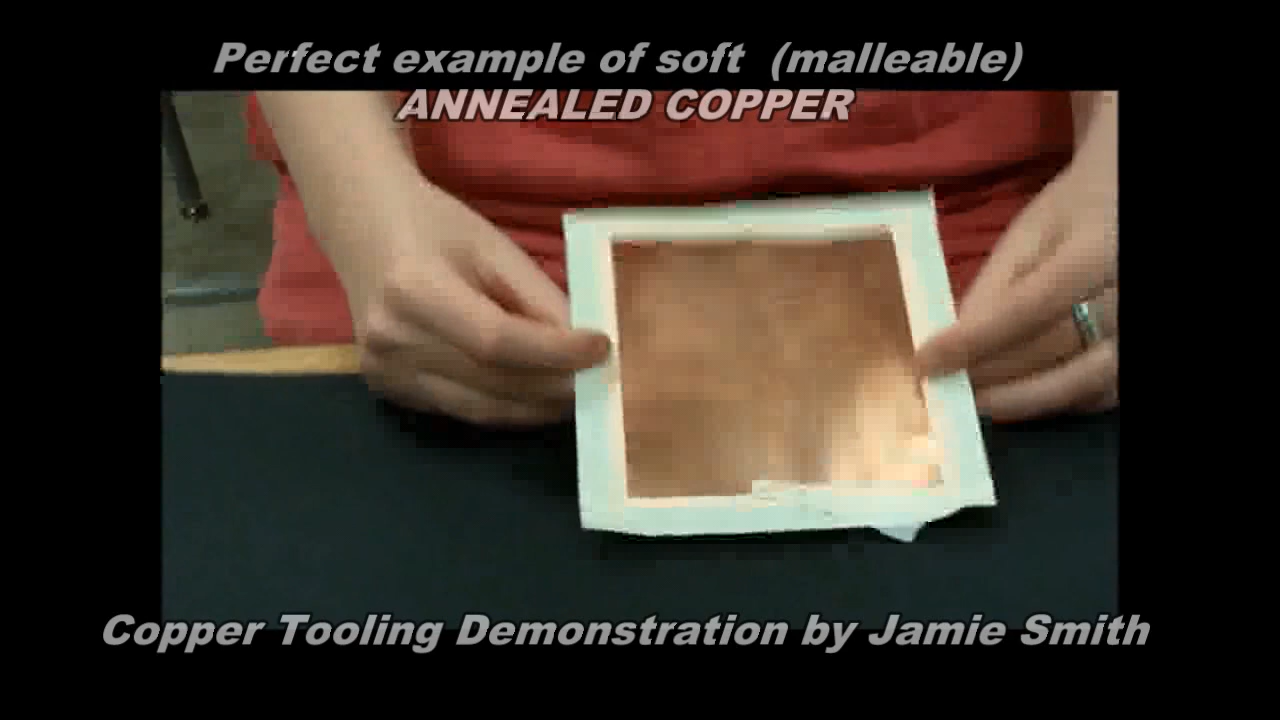 Perfect example of soft (malleable)
ANNEALED COPPER
Copper Tooling Demonstration by Jamie Smith